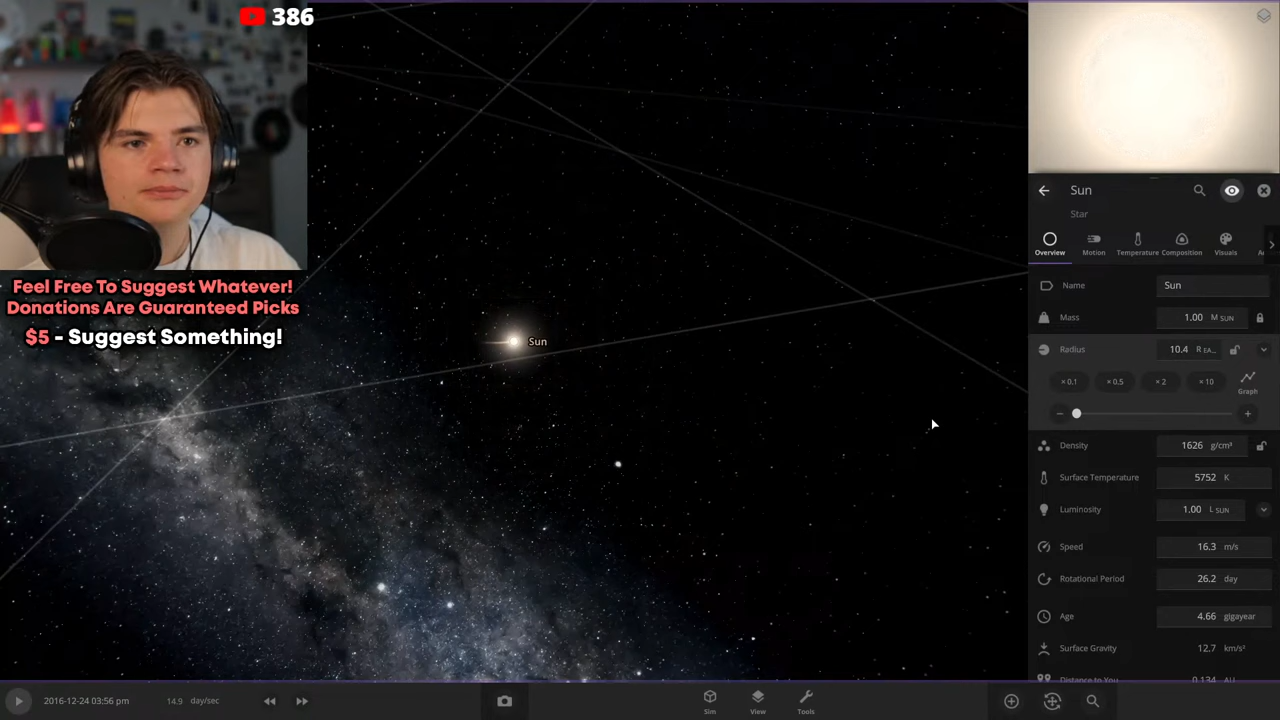 386
Feel Free To Suggest Whatever!
Donations Are Guaranteed Picks
$5 - Suggest Something!
Sun
Sun
Star
Overview
Motion
Temperature
Composition
Visuals
Name
Sun
Mass
1.00 M SUN
Radius
10.4 R EA...
×0.1
×0.5
×2
×10
Graph
Density
1626 g/cm³
Surface Temperature
5752 K
Luminosity
1.00 L SUN
Speed
16.3 m/s
Rotational Period
26.2 day
Age
4.66 gigayear
Surface Gravity
12.7 km/s²
Distance to You
0.134 AU
2016-12-24 03:56 pm
14.9 day/sec
Sim
View
Tools